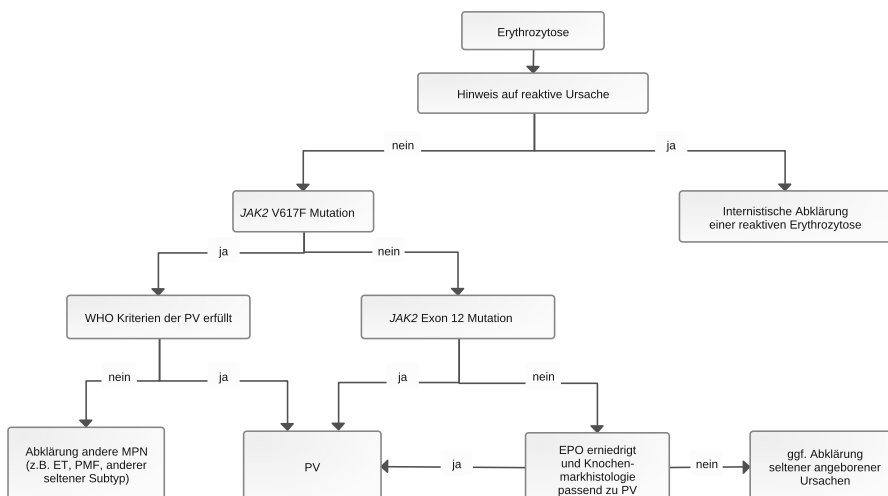 Erythrozytose
Hinweis auf reaktive Ursache
nein
ja
JAK2 V617F Mutation
Internistische Abklärung
einer reaktiven Erythrozytose
ja
nein
WHO Kriterien der PV erfüllt
JAK2 Exon 12 Mutation
nein
ja
ja
nein
Abklärung andere MPN
(z.B. ET, PMF, anderer
seltener Subtyp)
PV
ja
EPO erniedrigt
und Knochen-
markhistologie
passend zu PV
nein
ggf. Abklärung
seltener angeborener
Ursachen